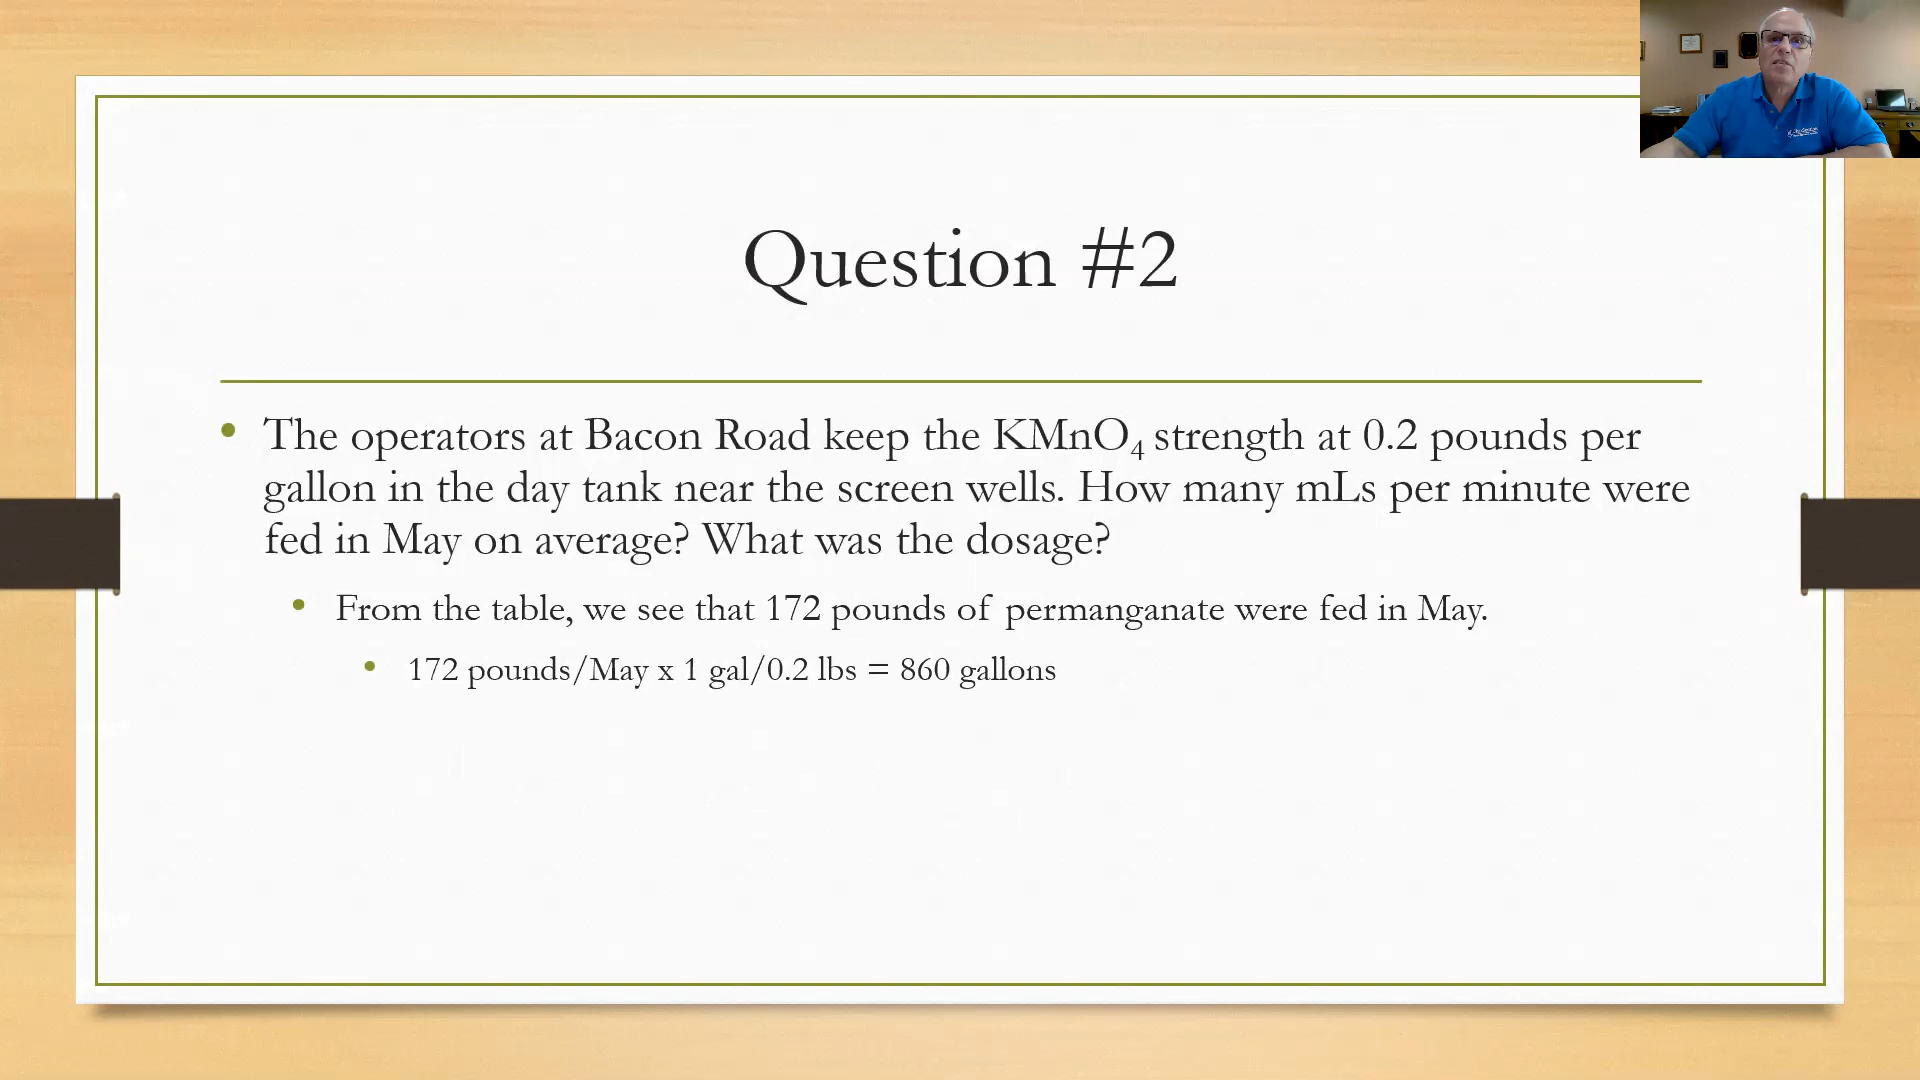 Question #2
The operators at Bacon Road keep the KMnO₄ strength at 0.2 pounds per
gallon in the day tank near the screen wells. How many mLs per minute were
fed in May on average? What was the dosage?
From the table, we see that 172 pounds of permanganate were fed in May.
172 pounds/May x 1 gal/0.2 lbs = 860 gallons